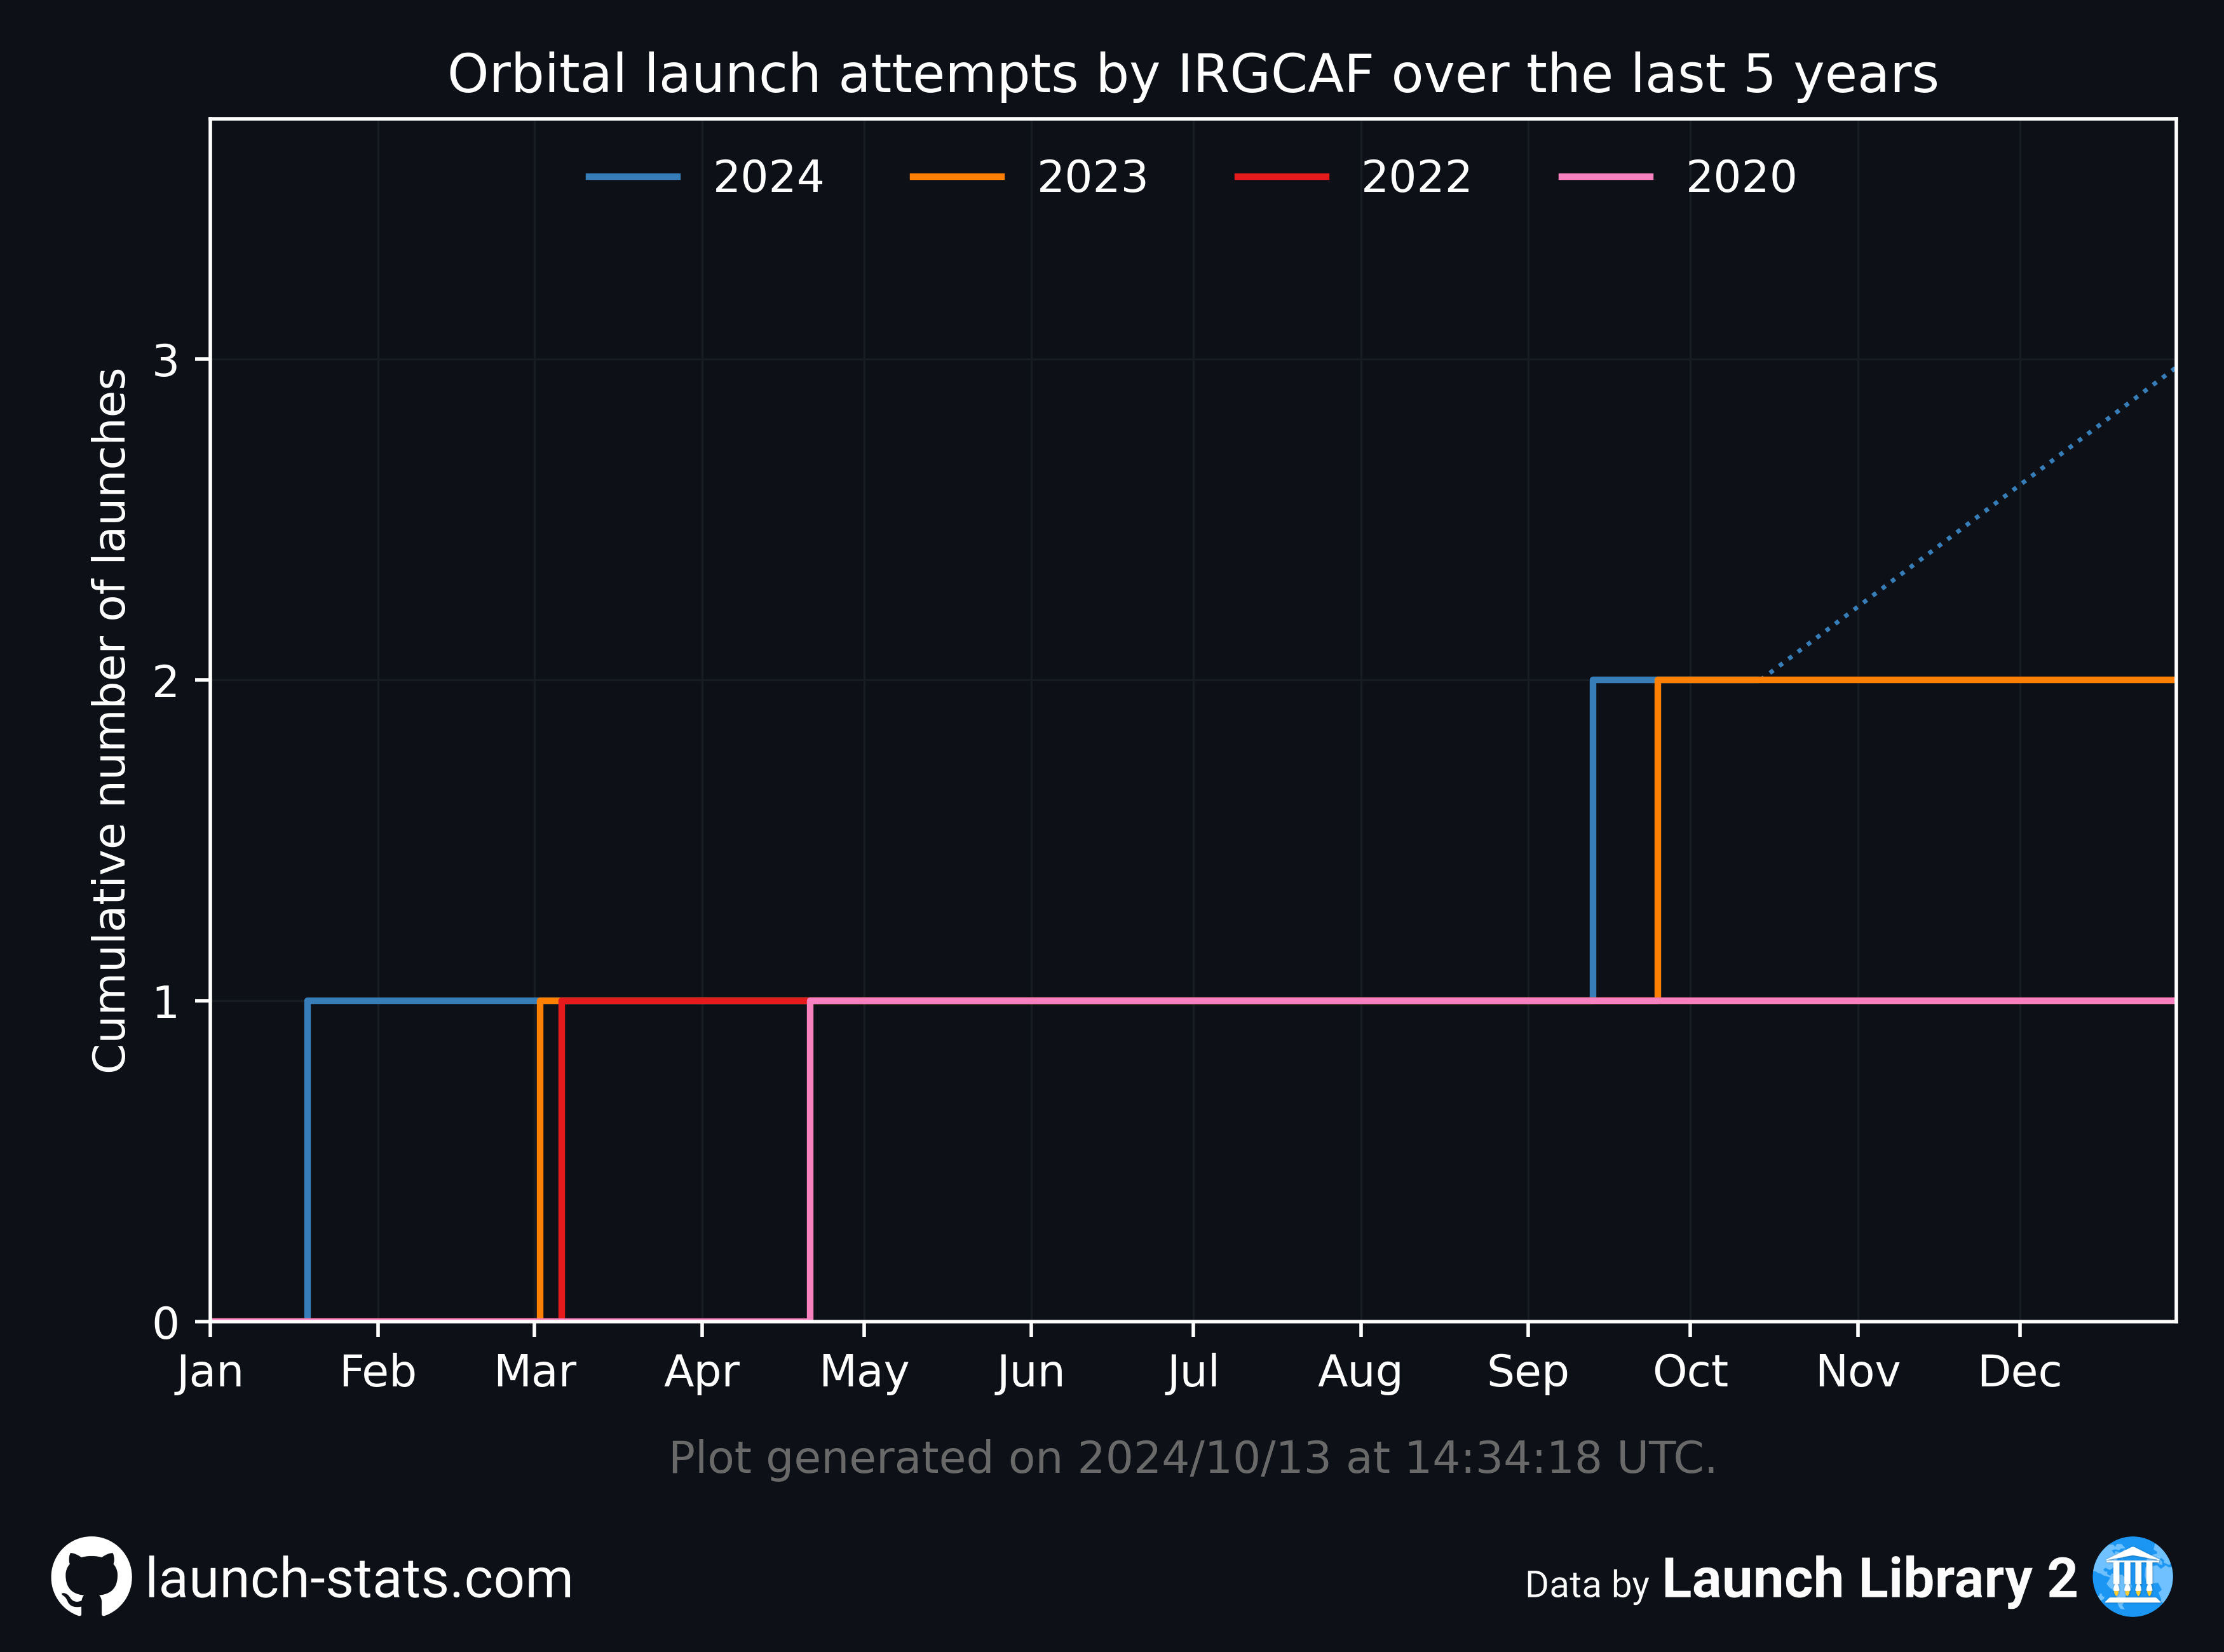 Orbital launch attempts by IRGCAF over the last 5 years
2024 2023 2022 2020
Cumulative number of launches
3
2
1
0
Jan Feb Mar Apr May Jun Jul Aug Sep Oct Nov Dec
Plot generated on 2024/10/13 at 14:34:18 UTC.
launch-stats.com
Data by Launch Library 2